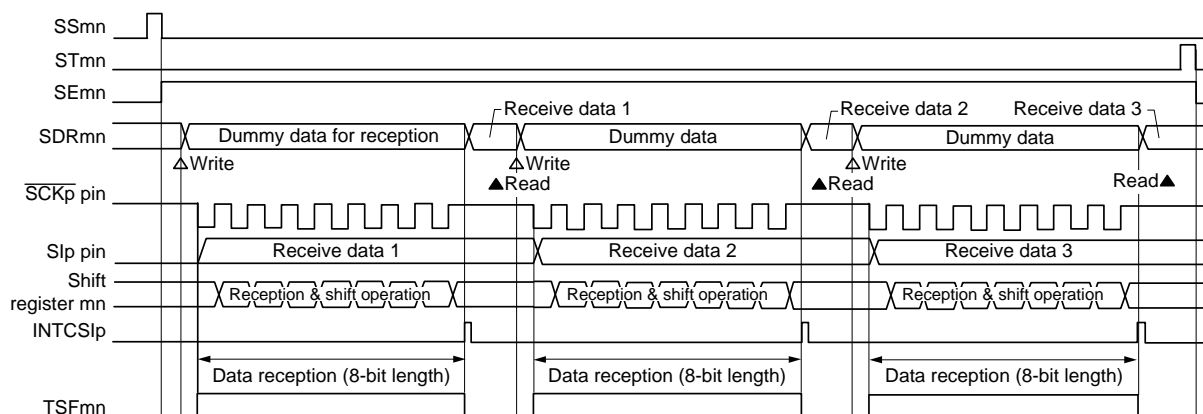 SSmn
STmn
SEmn
Receive data 1 Receive data 2 Receive data 3
SDRmn Dummy data for reception Dummy data Dummy data
△Write △Write △Write
▲Read ▲Read Read▲
SCKp pin
SIp pin Receive data 1 Receive data 2 Receive data 3
Shift
register mn Reception & shift operation Reception & shift operation Reception & shift operation
INTCSIp
Data reception (8-bit length) Data reception (8-bit length) Data reception (8-bit length)
TSFmn